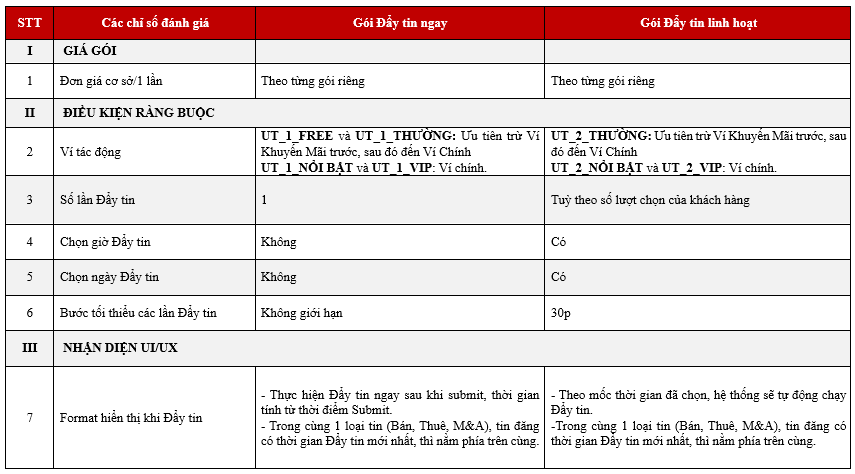 STT Các chỉ số đánh giá Gói Đẩy tin ngay Gói Đẩy tin linh hoạt
I GIÁ GÓI
1 Đơn giá cơ sở/1 lần Theo từng gói riêng Theo từng gói riêng
II ĐIỀU KIỆN RÀNG BUỘC
2 Ví tác động
UT_1_FREE và UT_1_THƯỜNG: Ưu tiên trừ Ví
Khuyến Mãi trước, sau đó đến Ví Chính
UT_1_NỔI BẬT và UT_1_VIP: Ví chính.
UT_2_THƯỜNG: Ưu tiên trừ Ví Khuyến Mãi trước, sau
đó đến Ví Chính
UT_2_NỔI BẬT và UT_2_VIP: Ví chính.
3 Số lần Đẩy tin 1 Tuỳ theo số lượt chọn của khách hàng
4 Chọn giờ Đẩy tin Không Có
5 Chọn ngày Đẩy tin Không Có
6 Bước tối thiểu các lần Đẩy tin Không giới hạn 30p
III NHẬN DIỆN UI/UX
7 Format hiển thị khi Đẩy tin
- Thực hiện Đẩy tin ngay sau khi submit, thời gian
tính từ thời điểm Submit.
- Trong cùng 1 loại tin (Bán, Thuê, M&A), tin đăng
có thời gian Đẩy tin mới nhất, thì nằm phía trên cùng.
- Theo mốc thời gian đã chọn, hệ thống sẽ tự động chạy
Đẩy tin.
-Trong cùng 1 loại tin (Bán, Thuê, M&A), tin đăng có
thời gian Đẩy tin mới nhất, thì nằm phía trên cùng.